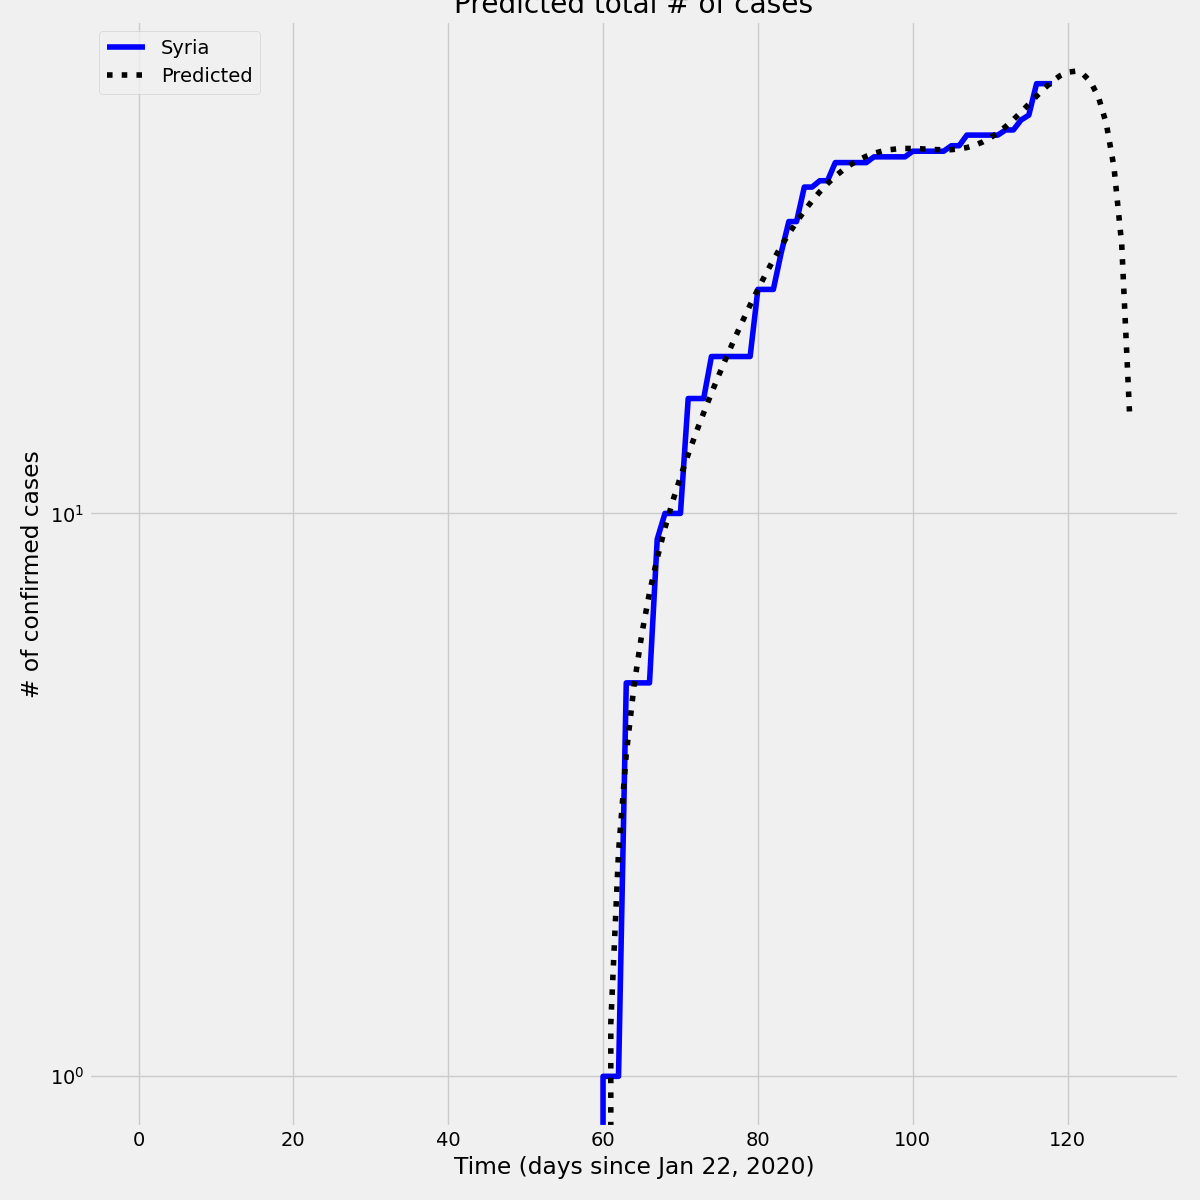 Predicted total # of cases
Syria
Predicted
# of confirmed cases
10¹
10⁰
0 20 40 60 80 100 120
Time (days since Jan 22, 2020)